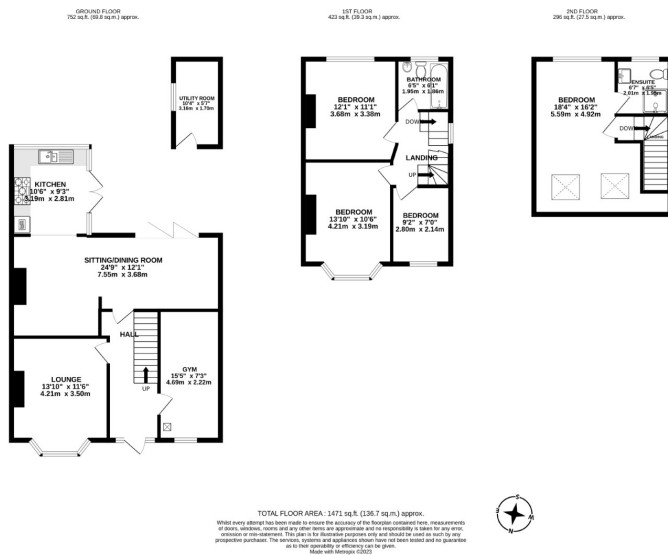 GROUND FLOOR
752 sq.ft. (69.8 sq.m.) approx.
1ST FLOOR
423 sq.ft. (39.3 sq.m.) approx.
2ND FLOOR
296 sq.ft. (27.5 sq.m.) approx.
UTILITY ROOM
10'4" x 5'7"
3.16m x 1.70m
KITCHEN
10'6" x 9'3"
3.19m x 2.81m
SITTING/DINING ROOM
24'9" x 12'1"
7.55m x 3.68m
HALL
UP
LOUNGE
13'10" x 11'6"
4.21m x 3.50m
GYM
15'5" x 7'3"
4.69m x 2.22m
BEDROOM
12'1" x 11'1"
3.68m x 3.38m
BATHROOM
6'5" x 6'1"
1.95m x 1.86m
DOWN
LANDING
UP
BEDROOM
13'10" x 10'6"
4.21m x 3.19m
BEDROOM
9'2" x 7'0"
2.80m x 2.14m
BEDROOM
18'4" x 16'2"
5.59m x 4.92m
ENSUITE
DOWN
TOTAL FLOOR AREA : 1471 sq.ft. (136.7 sq.m.) approx.
Whilst every attempt has been made to ensure the accuracy of the floorplan contained here, measurements
of doors, windows, rooms and any other items are approximate and no responsibility is taken for any error,
omission or mis-statement. This plan is for illustrative purposes only and should be used as such by any
prospective purchaser. The services, systems and appliances shown have not been tested and no guarantee
as to their operability or efficiency can be given.
Made with Metropix ©2023
N
E
S
W